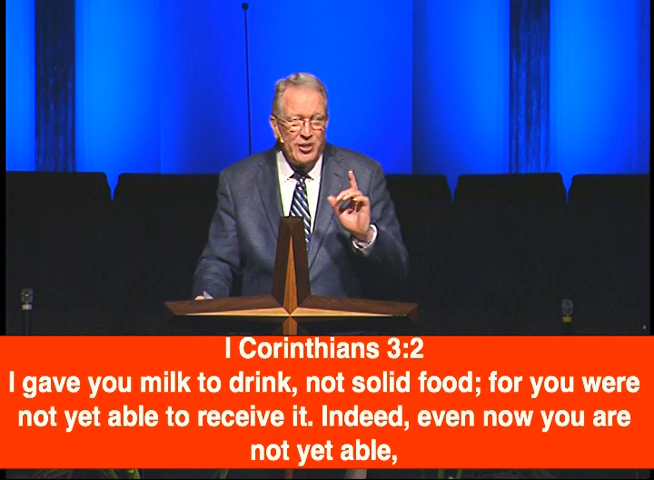 I Corinthians 3:2
I gave you milk to drink, not solid food; for you were
not yet able to receive it. Indeed, even now you are
not yet able,